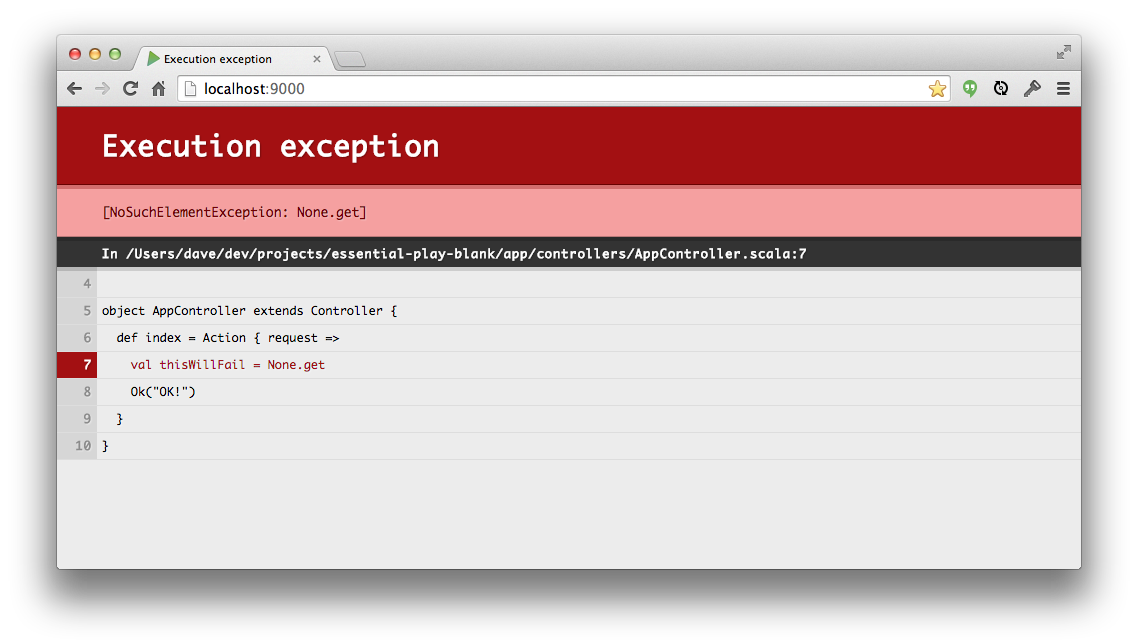 Execution exception
localhost:9000
Execution exception
[NoSuchElementException: None.get]
In /Users/dave/dev/projects/essential-play-blank/app/controllers/AppController.scala:7
4
5 object AppController extends Controller {
6 def index = Action { request =>
7 val thisWillFail = None.get
8 Ok("OK!")
9 }
10 }